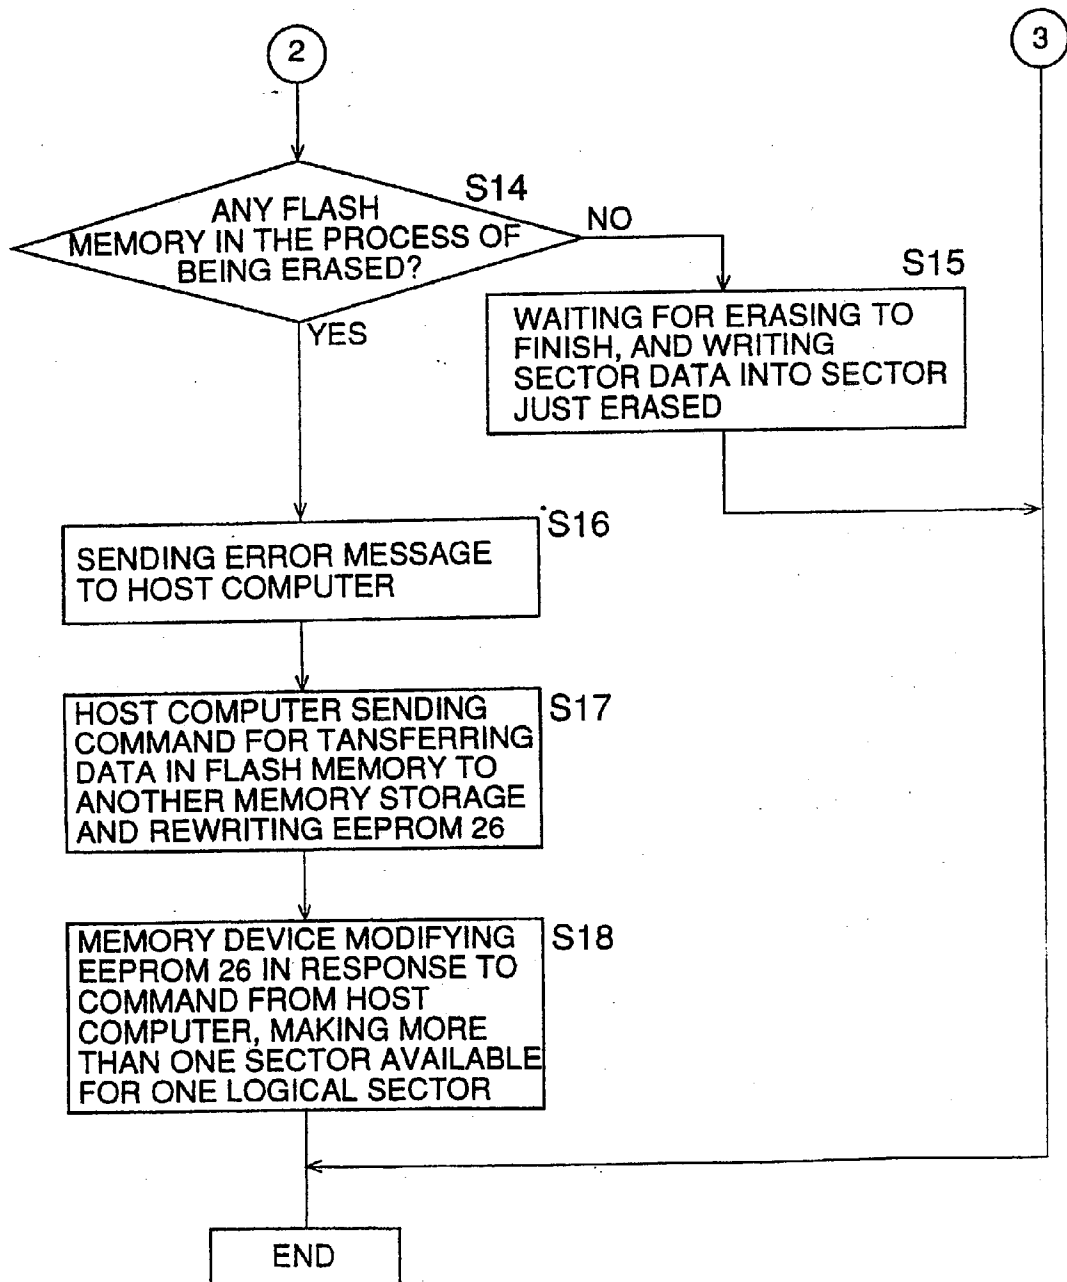 2
3
S14
ANY FLASH
MEMORY IN THE PROCESS OF
BEING ERASED?
NO
YES
S15
WAITING FOR ERASING TO
FINISH, AND WRITING
SECTOR DATA INTO SECTOR
JUST ERASED
S16
SENDING ERROR MESSAGE
TO HOST COMPUTER
S17
HOST COMPUTER SENDING
COMMAND FOR TANSFERRING
DATA IN FLASH MEMORY TO
ANOTHER MEMORY STORAGE
AND REWRITING EEPROM 26
S18
MEMORY DEVICE MODIFYING
EEPROM 26 IN RESPONSE TO
COMMAND FROM HOST
COMPUTER, MAKING MORE
THAN ONE SECTOR AVAILABLE
FOR ONE LOGICAL SECTOR
END